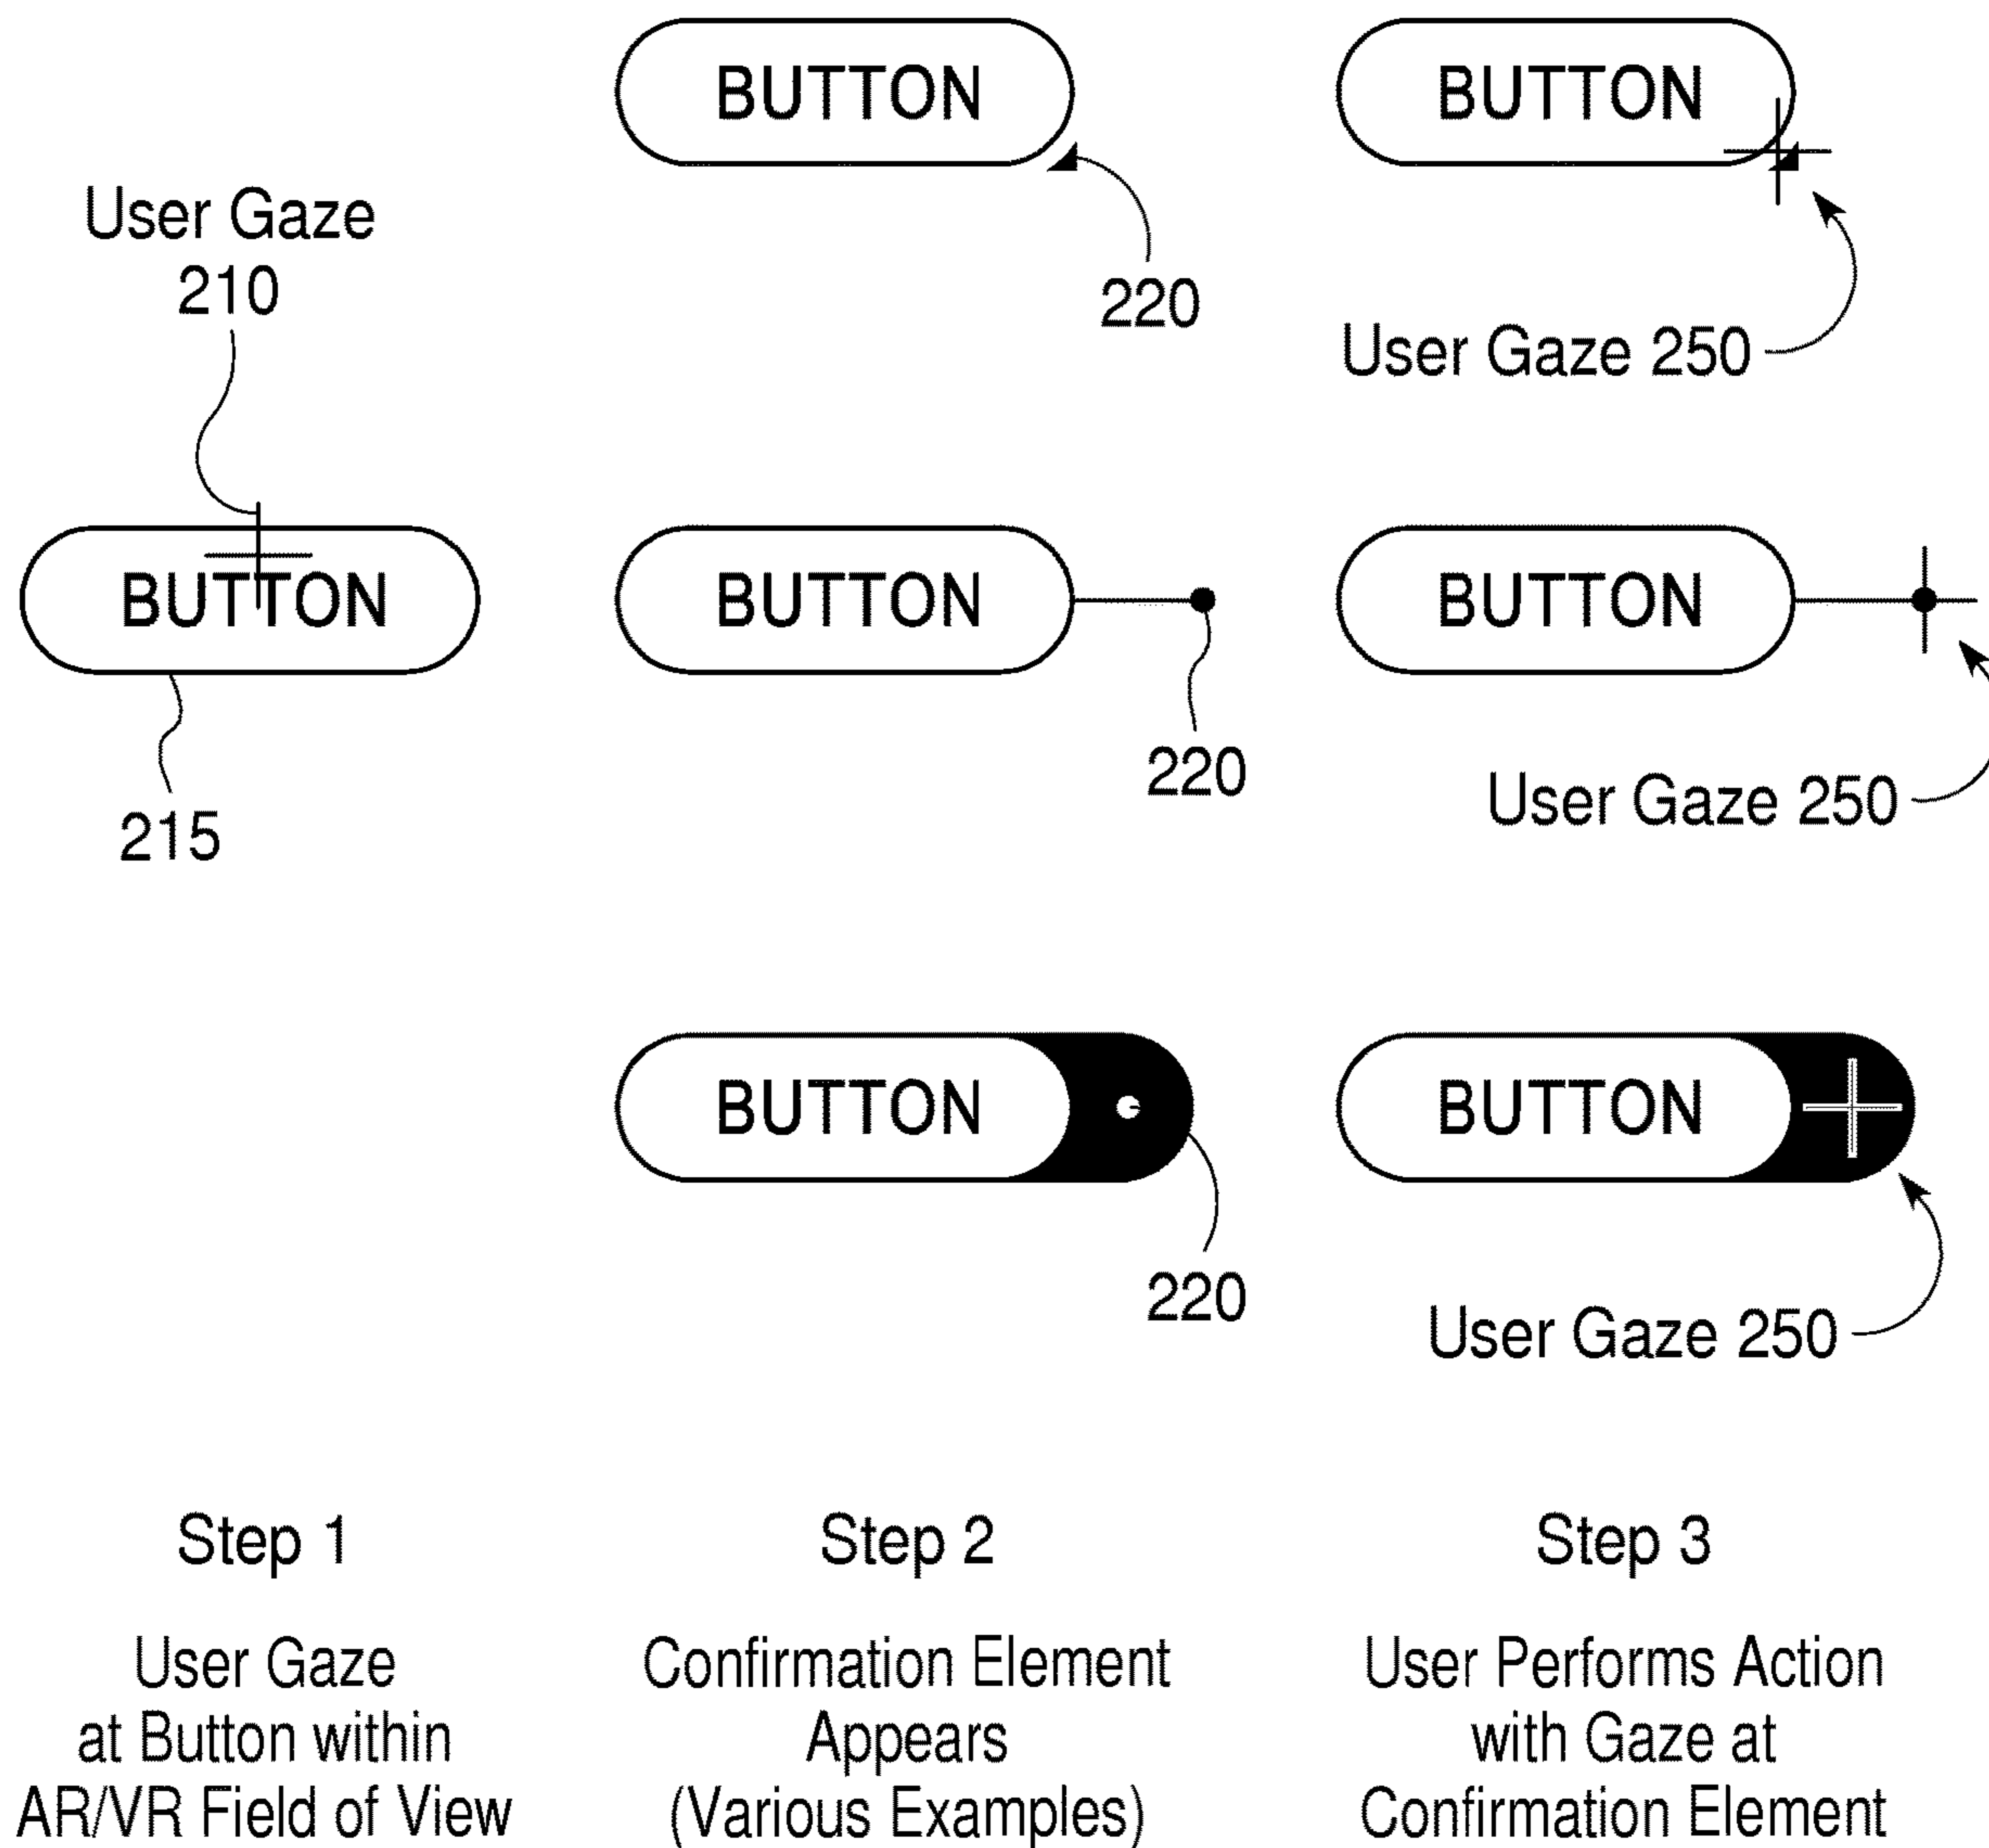 BUTTON
BUTTON
User Gaze
210
220
User Gaze 250
BUTTON
BUTTON
BUTTON
220
User Gaze 250
215
BUTTON
BUTTON
220
User Gaze 250
Step 1
User Gaze
at Button within
AR/VR Field of View
Step 2
Confirmation Element
Appears
(Various Examples)
Step 3
User Performs Action
with Gaze at
Confirmation Element